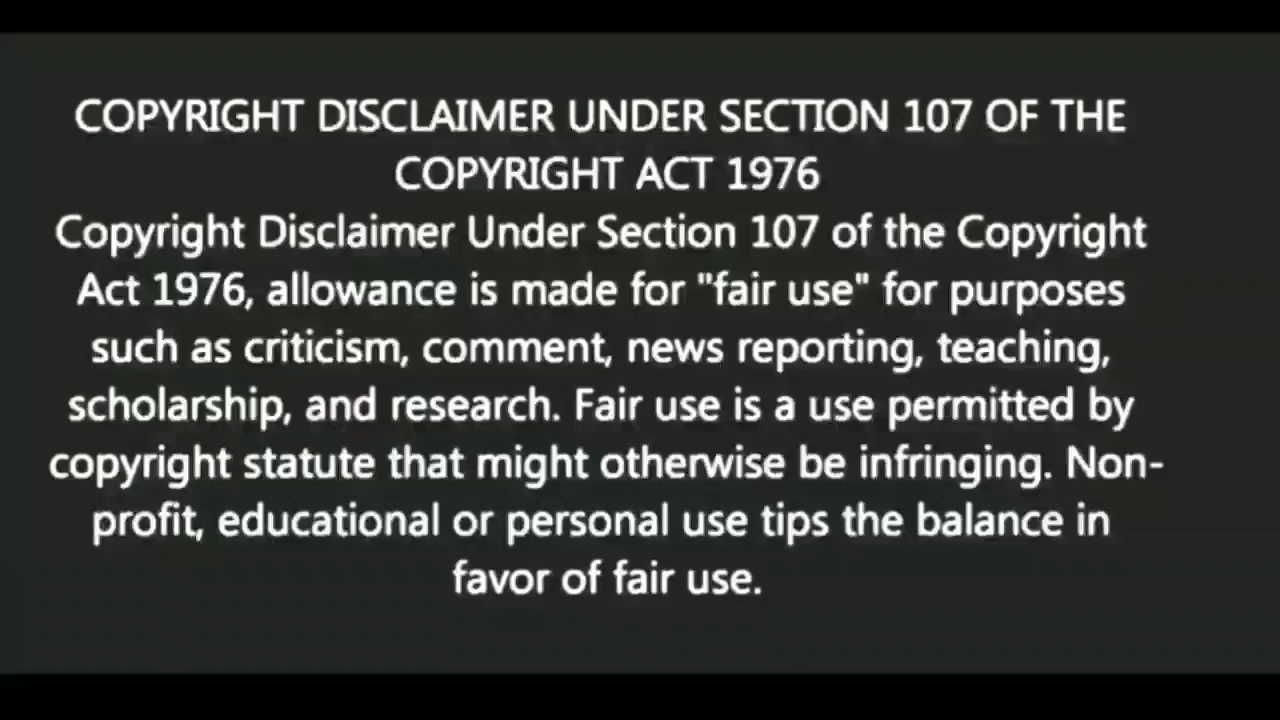 COPYRIGHT DISCLAIMER UNDER SECTION 107 OF THE
COPYRIGHT ACT 1976
Copyright Disclaimer Under Section 107 of the Copyright
Act 1976, allowance is made for "fair use" for purposes
such as criticism, comment, news reporting, teaching,
scholarship, and research. Fair use is a use permitted by
copyright statute that might otherwise be infringing. Non-
profit, educational or personal use tips the balance in
favor of fair use.